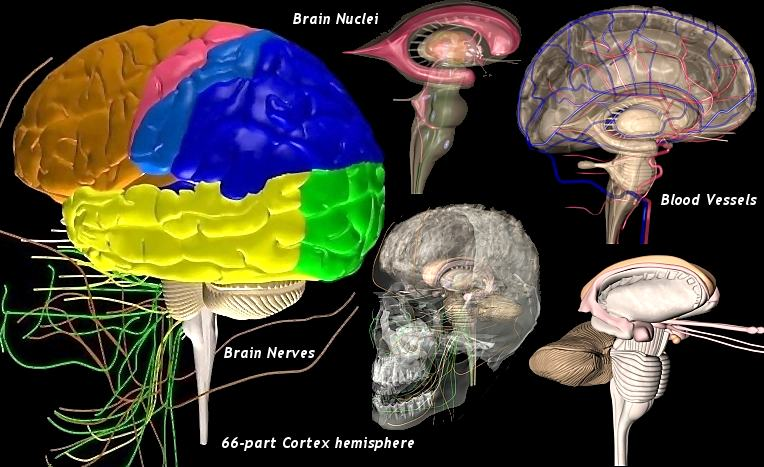 Brain Nuclei
Blood Vessels
Brain Nerves
66-part Cortex hemisphere